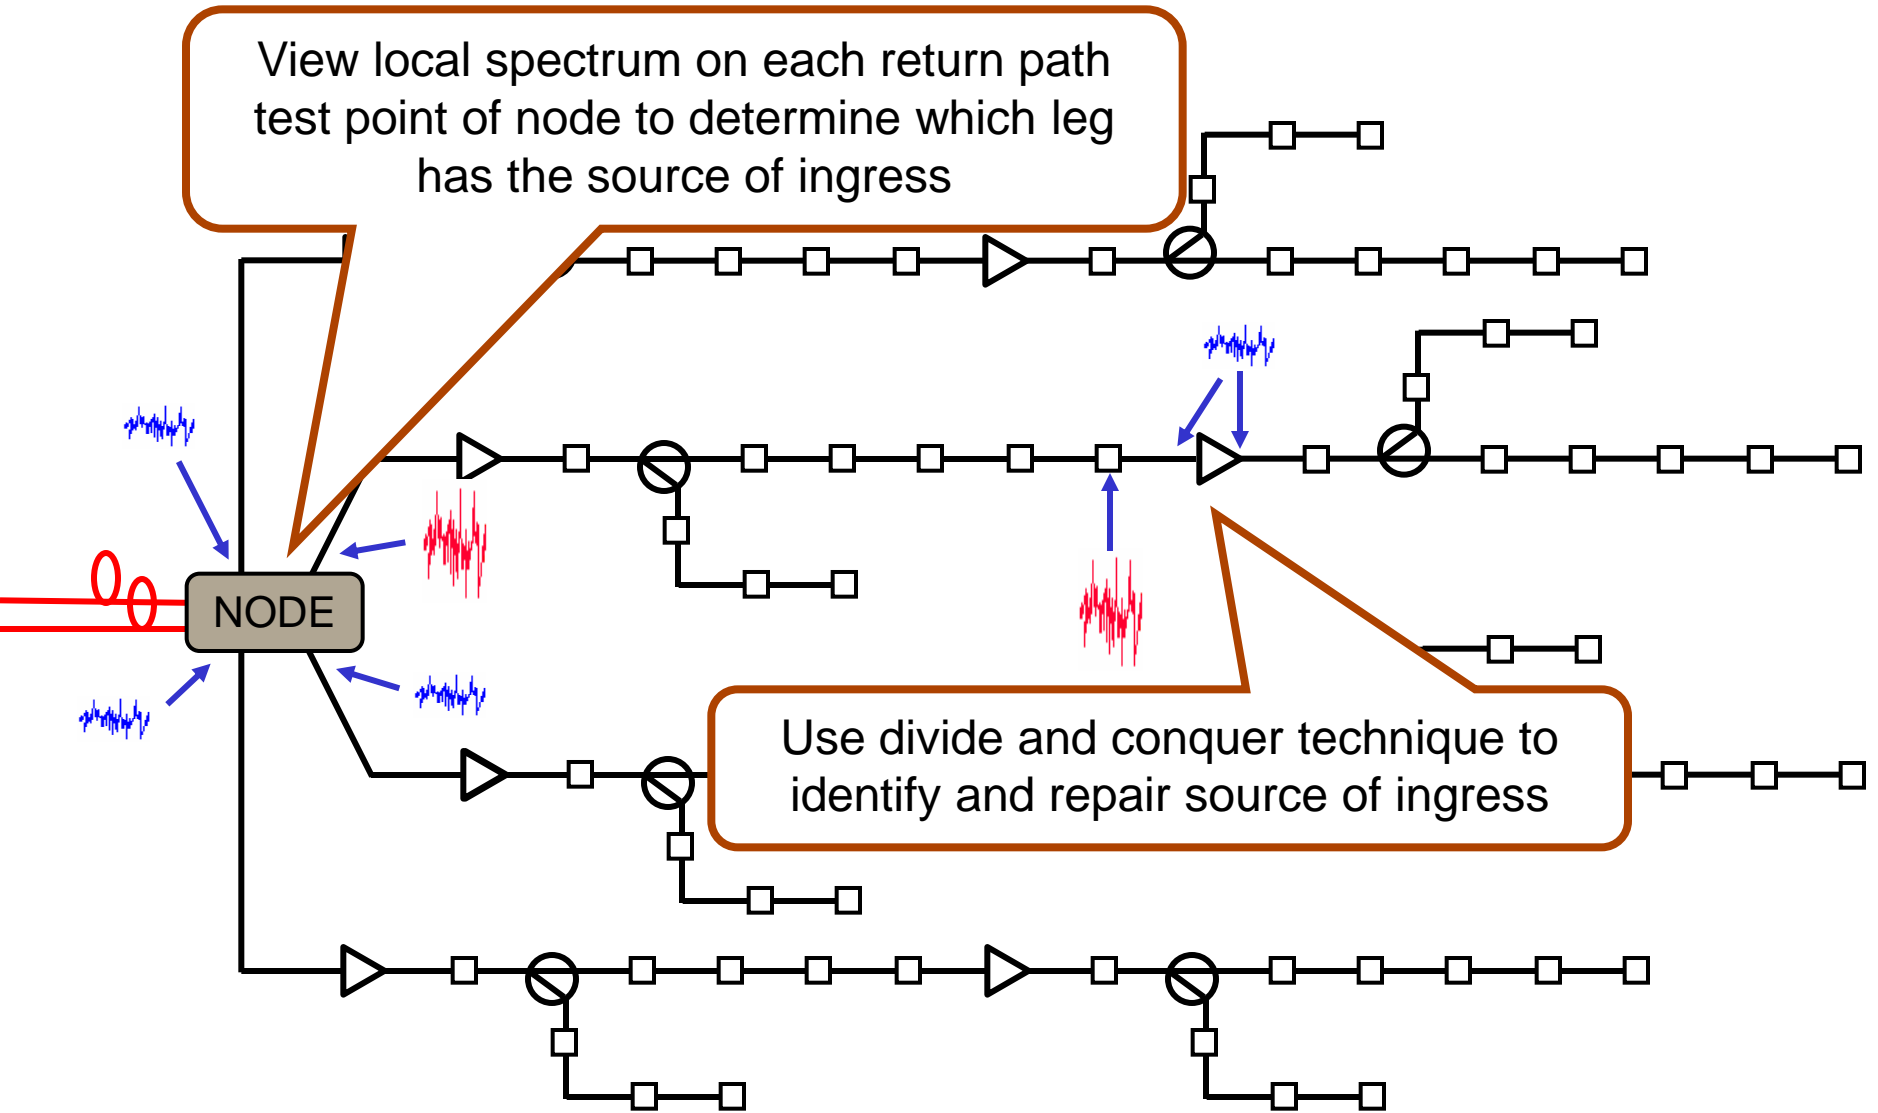 View local spectrum on each return path
test point of node to determine which leg
has the source of ingress
NODE
Use divide and conquer technique to
identify and repair source of ingress